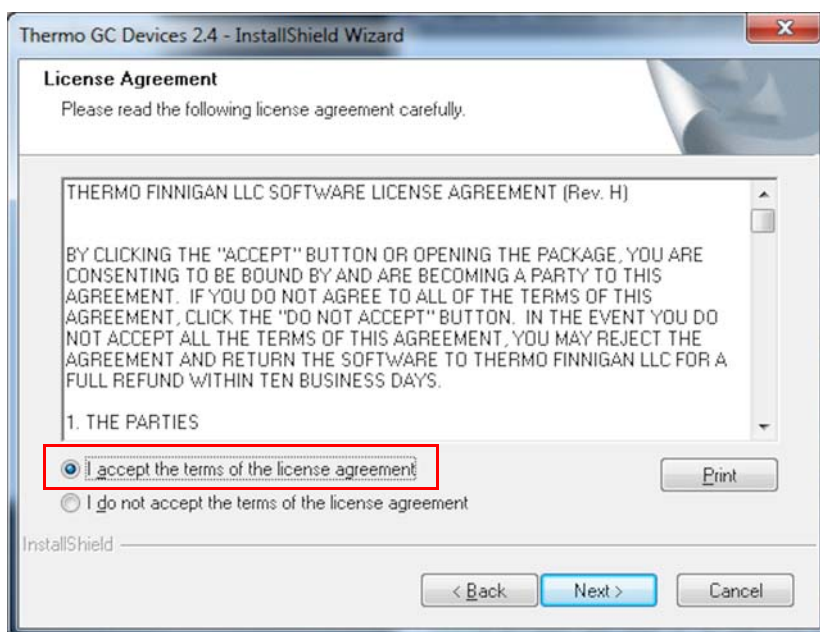 Thermo GC Devices 2.4 - InstallShield Wizard
License Agreement
Please read the following license agreement carefully.
THERMO FINNIGAN LLC SOFTWARE LICENSE AGREEMENT (Rev. H)
BY CLICKING THE "ACCEPT" BUTTON OR OPENING THE PACKAGE, YOU ARE
CONSENTING TO BE BOUND BY AND ARE BECOMING A PARTY TO THIS
AGREEMENT.  IF YOU DO NOT AGREE TO ALL OF THE TERMS OF THIS
AGREEMENT, CLICK THE "DO NOT ACCEPT" BUTTON.  IN THE EVENT YOU DO
NOT ACCEPT ALL THE TERMS OF THIS AGREEMENT, YOU MAY REJECT THE
AGREEMENT AND RETURN THE SOFTWARE TO THERMO FINNIGAN LLC FOR A
FULL REFUND WITHIN TEN BUSINESS DAYS.
1. THE PARTIES
I accept the terms of the license agreement
Print
I do not accept the terms of the license agreement
InstallShield
< Back
Next >
Cancel